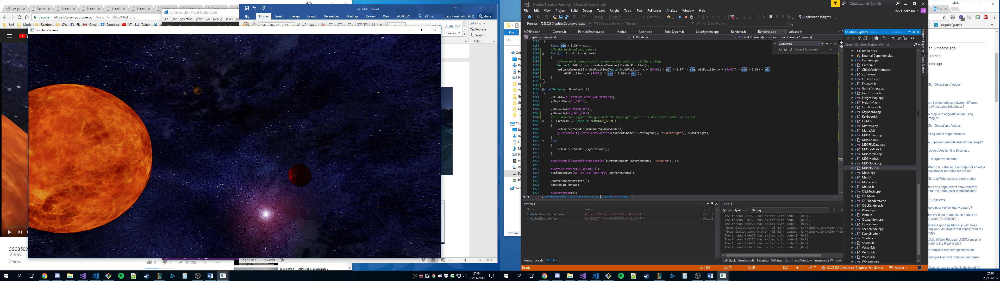 Leagu
Skelet
Tutori
Tutoria
Tutori
Tutori
Secure
https://www.youtube.com/watch?v=D6cVMhjHEhg
Uni
Music
Random
OW
FB
Gmail
Dropbox
YT
Twitch
CSC8502
Unlisted
7 views
0
0
SHARE
[OFFICIAL VIDEO] Hallelujah -
sunVertex.glsl - Visual Studio Code
File Edit Selection View Go Debug Tasks He
ReadMe - Word
File Home Insert Design Layout References Mailings Review View ACROBAT Tell me... Jack Hookham (PGT) Share
Calibri (Body) 12
AaBbCcD
Heading 2
Find
Replace
Select
Editing
Page 4 of 4 152 words
100%
Graphics Scenes!
File
12 items
GraphicsTutorials (Running) - Microsoft Visual Studio
Quick Launch (Ctrl+Q)
File Edit View Project Build Debug Team Nsight Tools Test ReSharper Analyze Window Help
Jack Hookham JH
Debug Win32 Continue Application Insights
Process: [25852] GraphicsCoursework.exe Lifecycle Events Thread: Stack Frame:
MD5Node.h Camera.h ParticleEmitter.cpp Mesh.h Mesh.cpp SolarSystem.h SolarSystem.cpp Renderer.h Renderer.cpp Volcano.h
GraphicsCoursework Renderer shakeCamera(const float msec, Camera * camera)
updateHel
Aa Current Document
1185 {
1186 float min = 0.8f * msec;
1187 //Shake each volcano camera
1188 for (int i = 0; i < 4; ++i)
1189 {
1190 //Move each camera coord to new random position within a range
1191 Vector3 oldPosition = volcanoCameras[i]->GetPosition();
1192 volcanoCameras[i]->SetPosition(Vector3(oldPosition.x + (RAND() * min * 2.0f) - min, oldPosition.y + (RAND() * min * 2.0f) - min,
1193 oldPosition.z + (RAND() * min * 2.0f) - min));
1194 }
1195 }
1196
1197 void Renderer::DrawSkybox()
1198 {
1199 glEnable(GL_TEXTURE_CUBE_MAP_SEAMLESS);
1200 glDepthMask(GL_FALSE);
1201
1202 glDisable(GL_DEPTH_TEST);
1203 glDisable(GL_CULL_FACE);
1204 //The mountain skybox changes with the day/night cycle so a different shader is needed
1205 if (sceneID == SceneID::MOUNTAIN_SCENE)
1206 {
1207 SetCurrentShader(mountainSkyboxShader);
1208 glUniform1f(glGetUniformLocation(currentShader->GetProgram(), "sunStrength"), sunStrength);
1209 }
1210 else
1211 {
1212 SetCurrentShader(skyboxShader);
1213 }
1214
1215 glUniform1i(glGetUniformLocation(currentShader->GetProgram(), "cubeTex"), 3);
1216
1217 glActiveTexture(GL_TEXTURE3);
1218 glBindTexture(GL_TEXTURE_CUBE_MAP, currentSkyMap);
1219
1220 UpdateShaderMatrices();
1221 waterQuad->Draw();
1222
1223 glUseProgram(0);
90 % Jack Hookham (PGT), Less than 5 minutes ago | 2 authors, 74 changes
Watch 1
Name Value Type
hellKnightOffsetSmooth {x=2297.79199 y=960.000000 z=1497.79211 } Vector3
hellKnightOffset {x=2329.77417 y=960.000000 z=1529.77417 } Vector3
Autos Locals Watch 1
Output
Show output from: Debug
The thread 0x7e28 has exited with code 0 (0x0).
The thread 0x6470 has exited with code 0 (0x0).
The thread 0x6f18 has exited with code 0 (0x0).
'GraphicsCoursework.exe' (Win32): Loaded 'C:\Windows\SysWOW64\nvs
'GraphicsCoursework.exe' (Win32): Loaded 'C:\Windows\SysWOW64\win
The thread 0x6e78 has exited with code 0 (0x0).
The thread 0x7274 has exited with code 0 (0x0).
The thread 0x56b4 has exited with code 0 (0x0).
The thread 0x36d8 has exited with code 0 (0x0).
Call Stack Breakpoints Exception Settings Command Window Immediate Window
Ready Ln 1192 Col 74 Ch 68 INS 1 7 CSC8502-Advanced-Graphics-for-Games master
Solution Explorer
Search Solution Explorer (Ctrl+;)
References
External Dependencies
Camera.cpp
Camera.h
ChildMeshInterface.h
common.h
Frustum.cpp
Frustum.h
GameTimer.cpp
GameTimer.h
HeightMap.cpp
HeightMap.h
InputDevice.h
Keyboard.cpp
Keyboard.h
Light.h
Matrix4.cpp
Matrix4.h
MD5Anim.cpp
MD5Anim.h
MD5FileData.cpp
MD5FileData.h
MD5Mesh.cpp
MD5Mesh.h
MD5Node.cpp
MD5Node.h
Mesh.cpp
Mesh.h
Mouse.cpp
Mouse.h
OBJMesh.cpp
OBJMesh.h
OGLRenderer.cpp
OGLRenderer.h
Plane.cpp
Plane.h
Quaternion.cpp
Quaternion.h
SceneNode.cpp
SceneNode.h
Shader.cpp
Shader.h
Vector2.h
Vector3.h
Vector4.h
Window.cpp
Solution Explorer
Team Explorer
Jack
leagueofgraphs
ear, 5 months ago
10 times
onth ago
GL - Detection of edges
can I detect edges between different
rs of the same brightness?
to crop with edge-detection using
emagick
GL - Detection of edges
olling Sobel edge thickness
to unproject quadrilateral into rectangle?
edge detection line thickness
- Merge two textures
etter to blur the input or output of an edge
tion shader for noise reduction?
GL texelFetch causes black stripes
does this edge detect show different
s for the same color combinations?
Questions
ople peer-review many papers?
tell my mom to not cause herself so
s when I'm visiting?
intain a good relationship with boss
ning work on project that conflict with my
logy?
ctfully Inform Readers of Differences in
World to the Real World?
er amplifier features identification
multiple files with complex numbered
Wayne's car specifically designed for
21:04
23/11/2017
21:04
23/11/2017